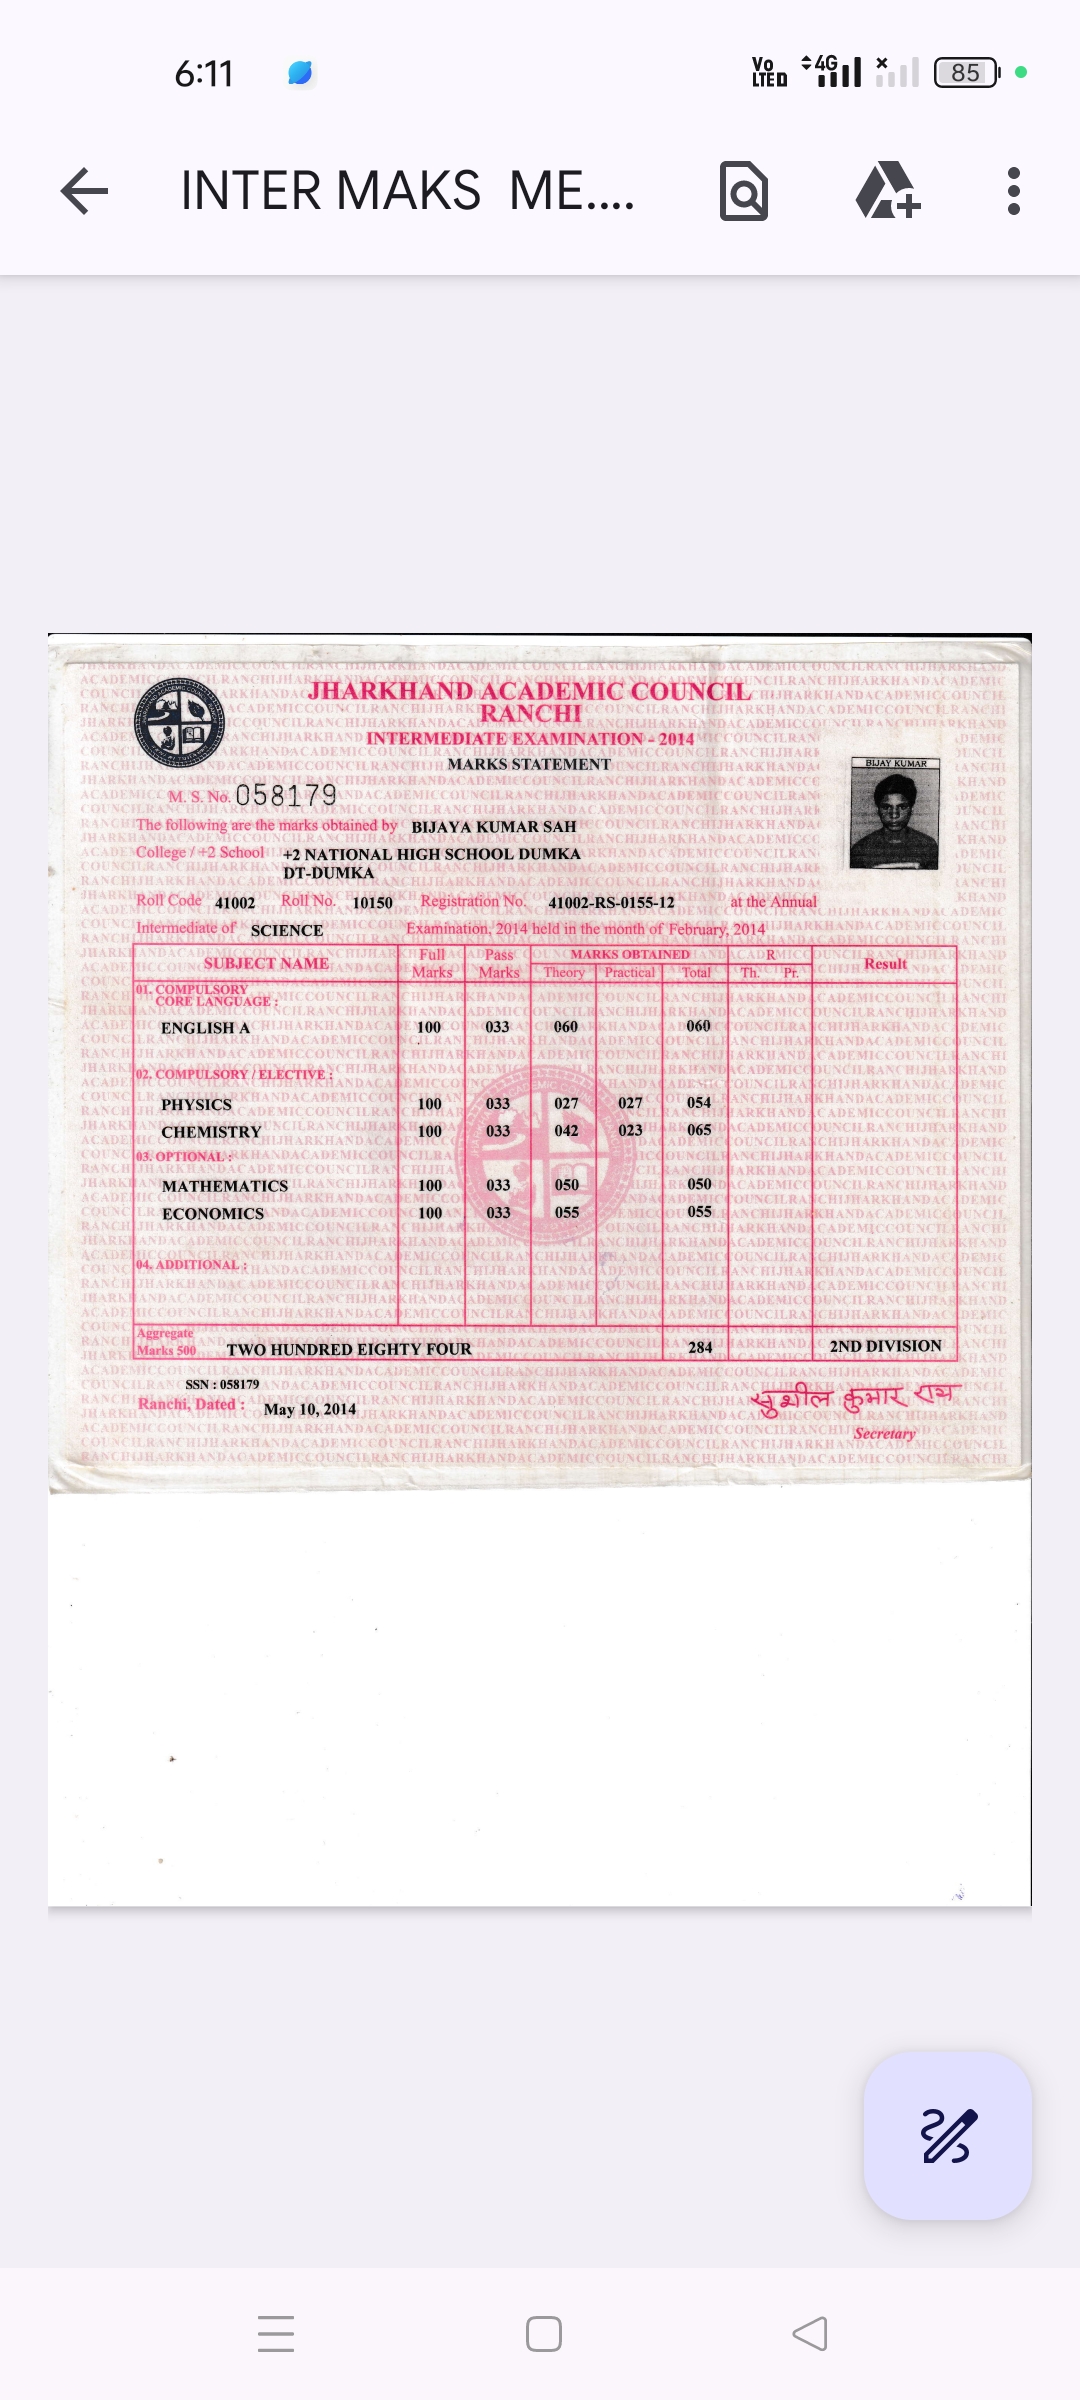 6:11
Vo LTED 4G 85
INTER MAKS ME....
JHARKHAND ACADEMIC COUNCIL
RANCHI
INTERMEDIATE EXAMINATION - 2014
MARKS STATEMENT
BIJAY KUMAR
M. S. No. 058179
The following are the marks obtained by BIJAYA KUMAR SAH
College / +2 School +2 NATIONAL HIGH SCHOOL DUMKA
DT-DUMKA
Roll Code 41002 Roll No. 10150 Registration No. 41002-RS-0155-12 at the Annual
Intermediate of SCIENCE Examination, 2014 held in the month of February, 2014
SUBJECT NAME Full Marks Pass Marks MARKS OBTAINED R Result
Theory Practical Total Th. Pr.
01. COMPULSORY
CORE LANGUAGE :
ENGLISH A 100 033 060 060
02. COMPULSORY / ELECTIVE :
PHYSICS 100 033 027 027 054
CHEMISTRY 100 033 042 023 065
03. OPTIONAL :
MATHEMATICS 100 033 050 050
ECONOMICS 100 033 055 055
04. ADDITIONAL :
Aggregate
Marks 500 TWO HUNDRED EIGHTY FOUR 284 2ND DIVISION
SSN : 058179
Ranchi, Dated : May 10, 2014
सुशील कुमार राय
Secretary